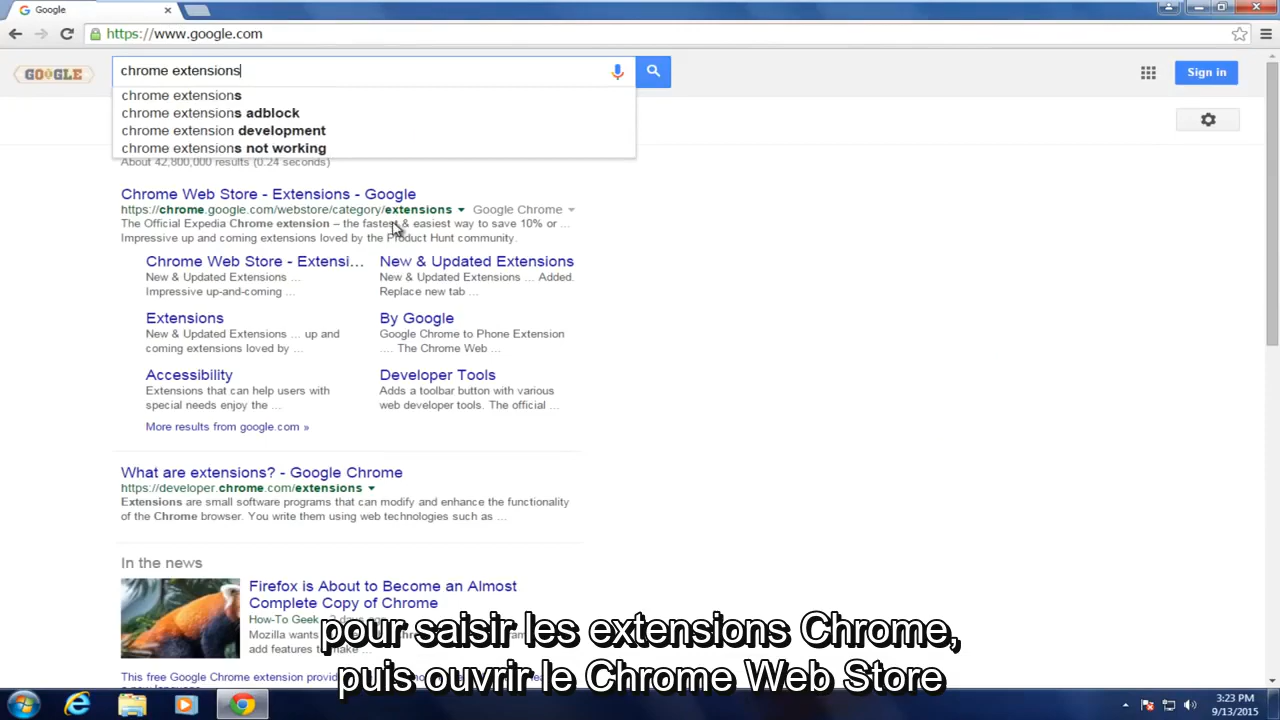 Google
https://www.google.com
GOOGLE
chrome extensions
Sign in
chrome extensions
chrome extensions adblock
chrome extension development
chrome extensions not working
About 42,800,000 results (0.24 seconds)
Chrome Web Store - Extensions - Google
https://chrome.google.com/webstore/category/extensions Google Chrome
The Official Expedia Chrome extension – the fastest & easiest way to save 10% or ...
Impressive up and coming extensions loved by the Product Hunt community.
Chrome Web Store - Extensi...
New & Updated Extensions ...
Impressive up-and-coming ...
New & Updated Extensions
New & Updated Extensions ... Added.
Replace new tab ...
Extensions
New & Updated Extensions ... up and
coming extensions loved by ...
By Google
Google Chrome to Phone Extension
.... The Chrome Web ...
Accessibility
Extensions that can help users with
special needs enjoy the ...
Developer Tools
Adds a toolbar button with various
web developer tools. The official ...
More results from google.com »
What are extensions? - Google Chrome
https://developer.chrome.com/extensions
Extensions are small software programs that can modify and enhance the functionality
of the Chrome browser. You write them using web technologies such as ...
In the news
Firefox is About to Become an Almost
Complete Copy of Chrome
How-To Geek - 2 days ago
Mozilla wants
add features to make
This free Google Chrome extension provid
pour saisir les extensions Chrome,
puis ouvrir le Chrome Web Store
3:23 PM
9/13/2015